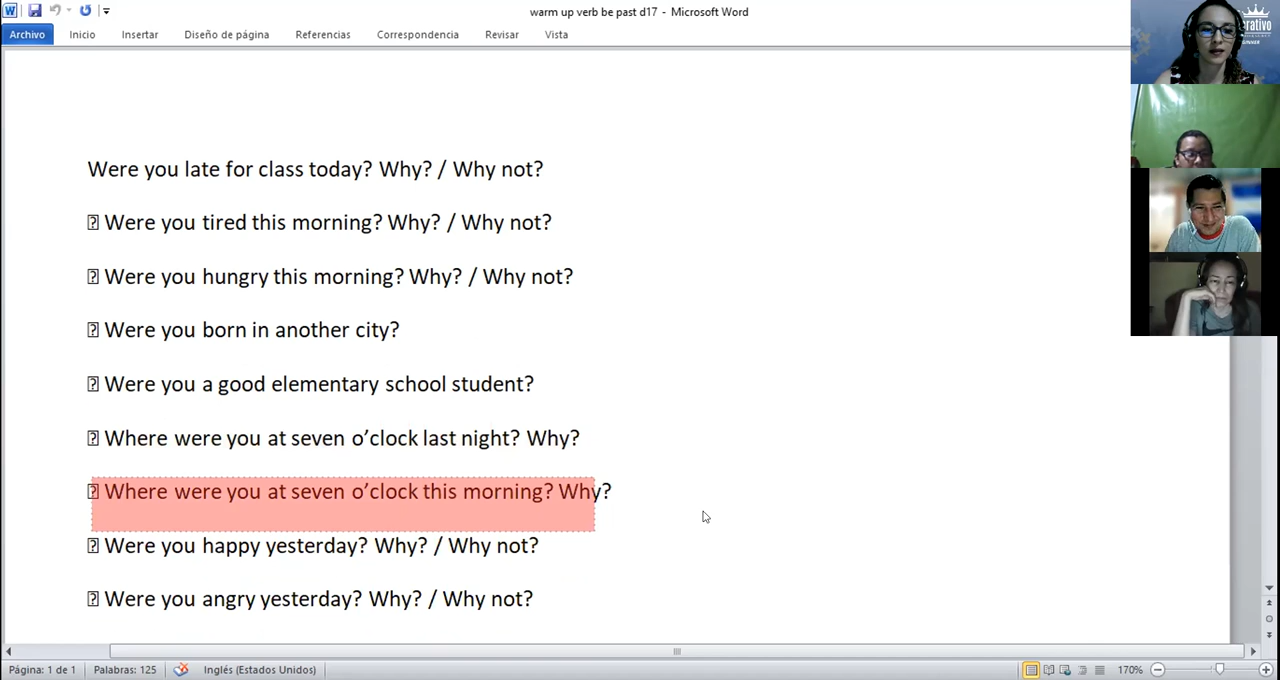 warm up verb be past d17 - Microsoft Word
Archivo Inicio Insertar Diseño de página Referencias Correspondencia Revisar Vista
Were you late for class today? Why? / Why not?
Were you tired this morning? Why? / Why not?
Were you hungry this morning? Why? / Why not?
Were you born in another city?
Were you a good elementary school student?
Where were you at seven o’clock last night? Why?
Where were you at seven o’clock this morning? Why?
Were you happy yesterday? Why? / Why not?
Were you angry yesterday? Why? / Why not?
Página: 1 de 1 Palabras: 125 Inglés (Estados Unidos) 170%